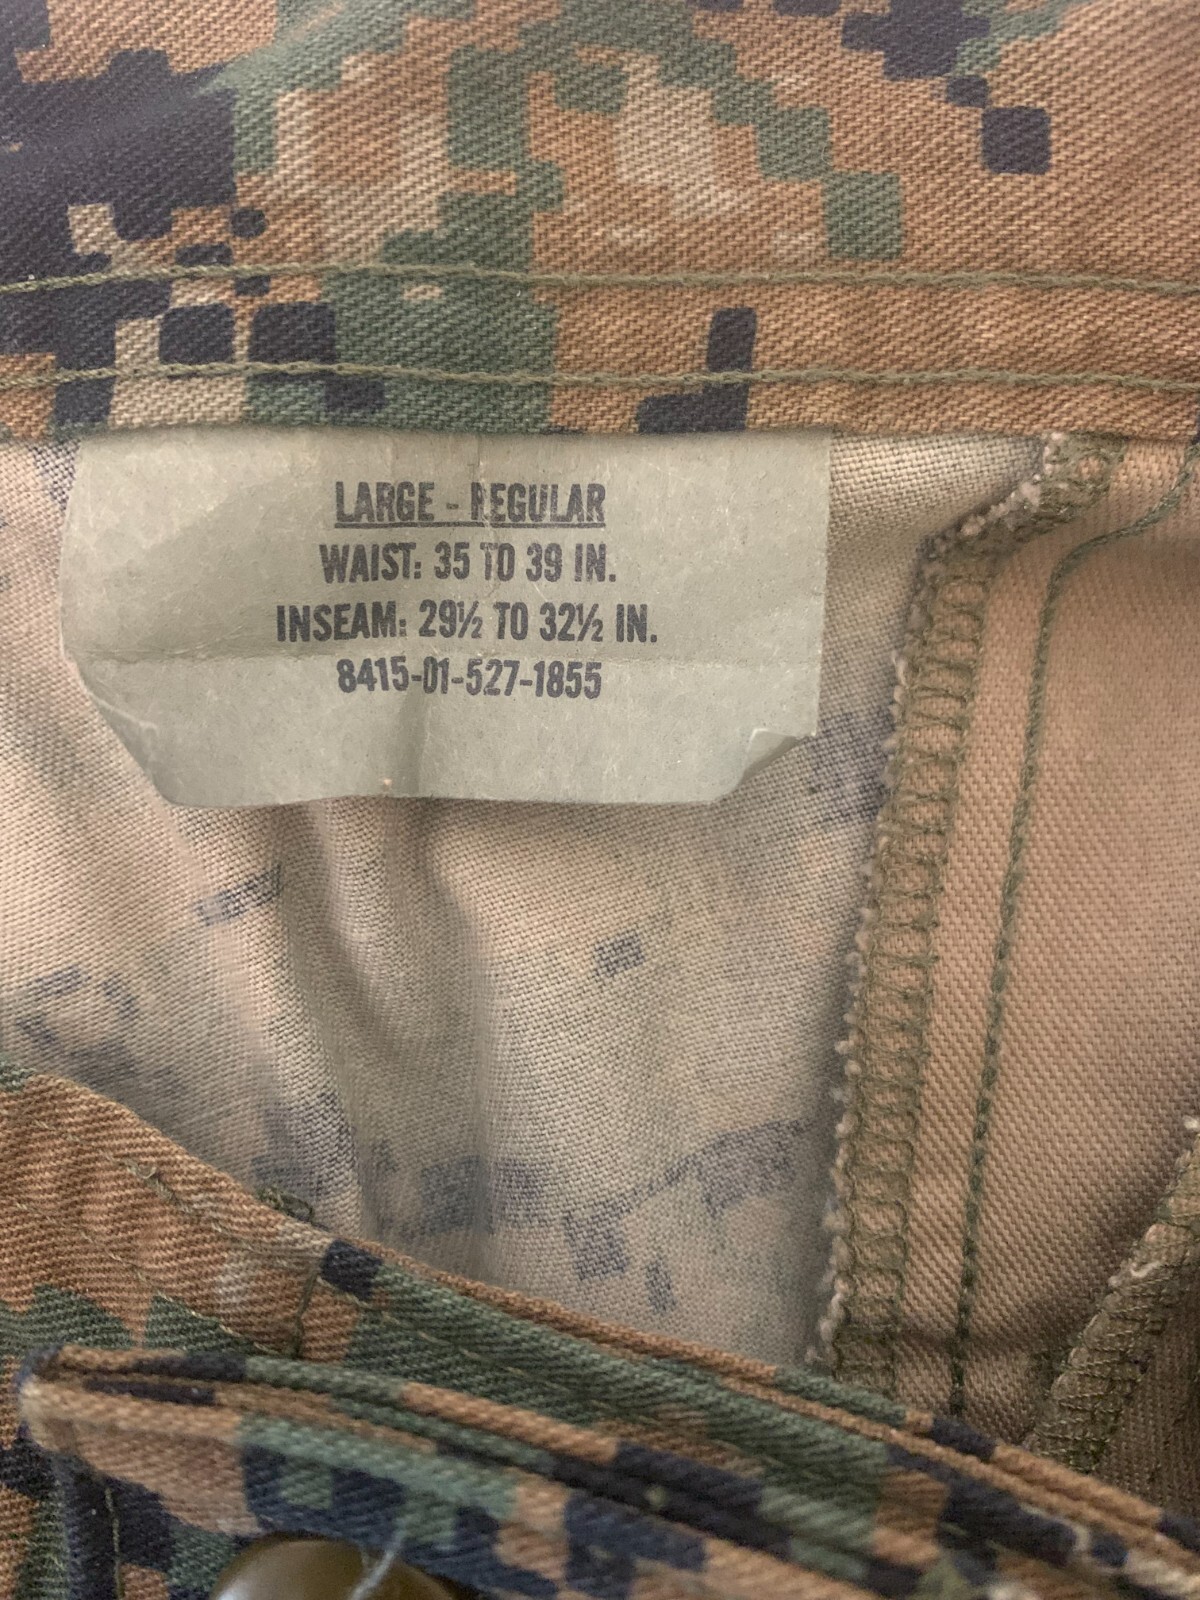 LARGE - REGULAR
WAIST: 35 TO 39 IN.
INSEAM: 29½ TO 32½ IN.
8415-01-527-1855